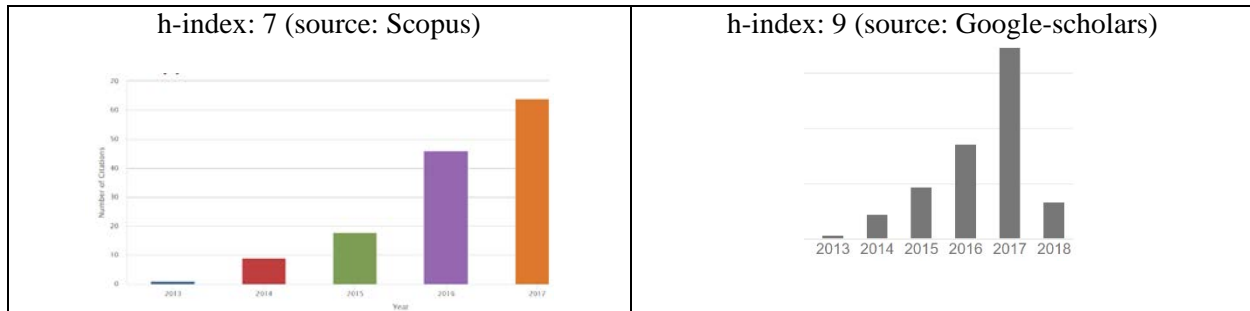 h-index: 7 (source: Scopus)
70
60
50
40
30
20
10
0
Number of Citations
2013 2014 2015 2016 2017
Year
h-index: 9 (source: Google-scholars)
2013 2014 2015 2016 2017 2018